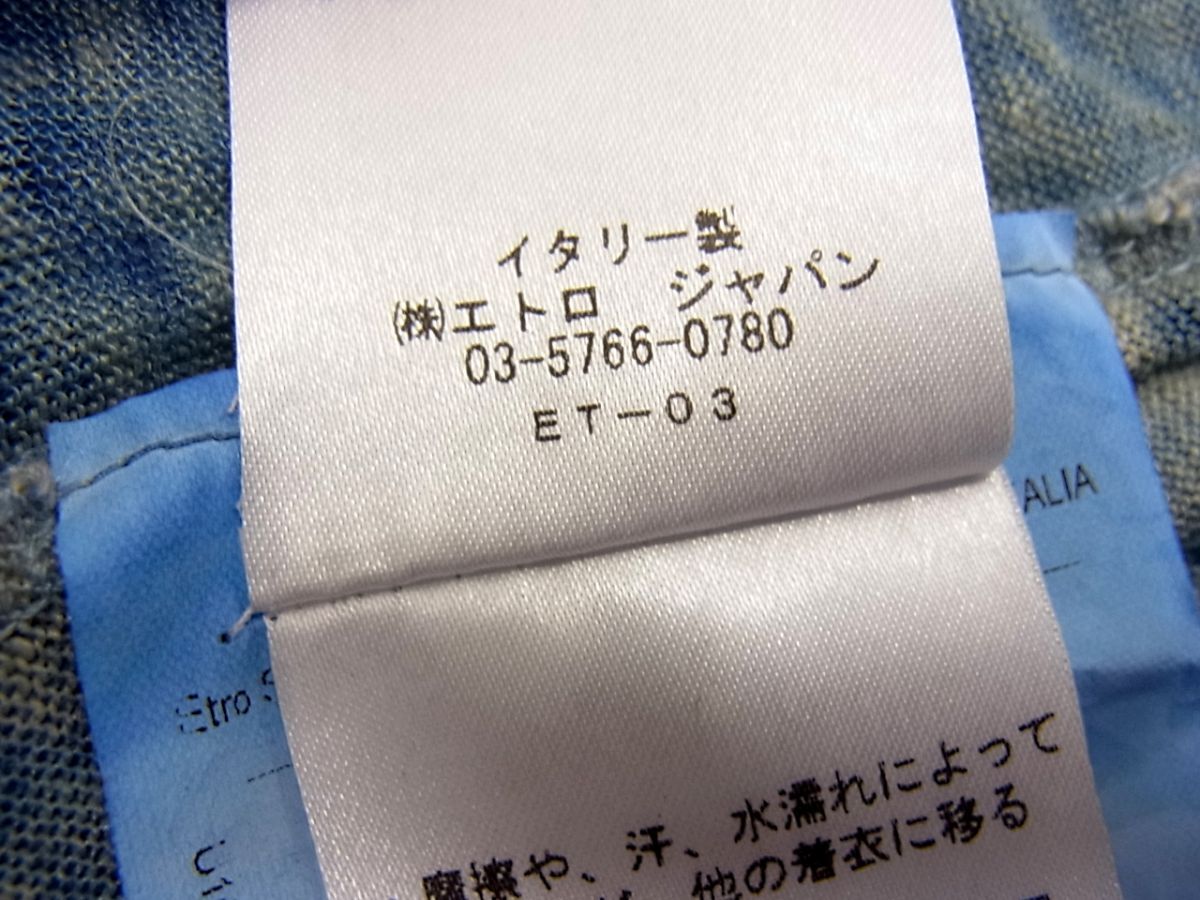 イタリー製
(株)エトロ　ジャパン
03-5766-0780
ET-03
ALIA
Etro S
摩擦や、汗、水濡れによって
他の着衣に移る